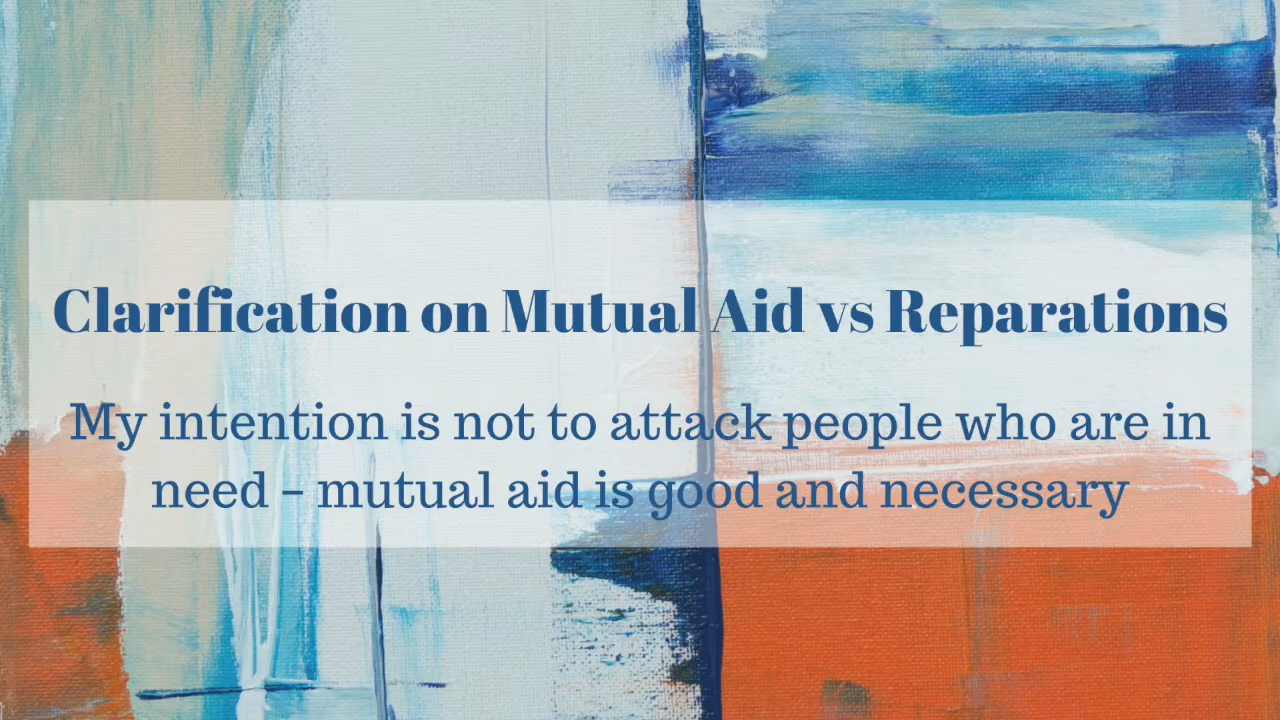 Clarification on Mutual Aid vs Reparations
My intention is not to attack people who are in
need – mutual aid is good and necessary